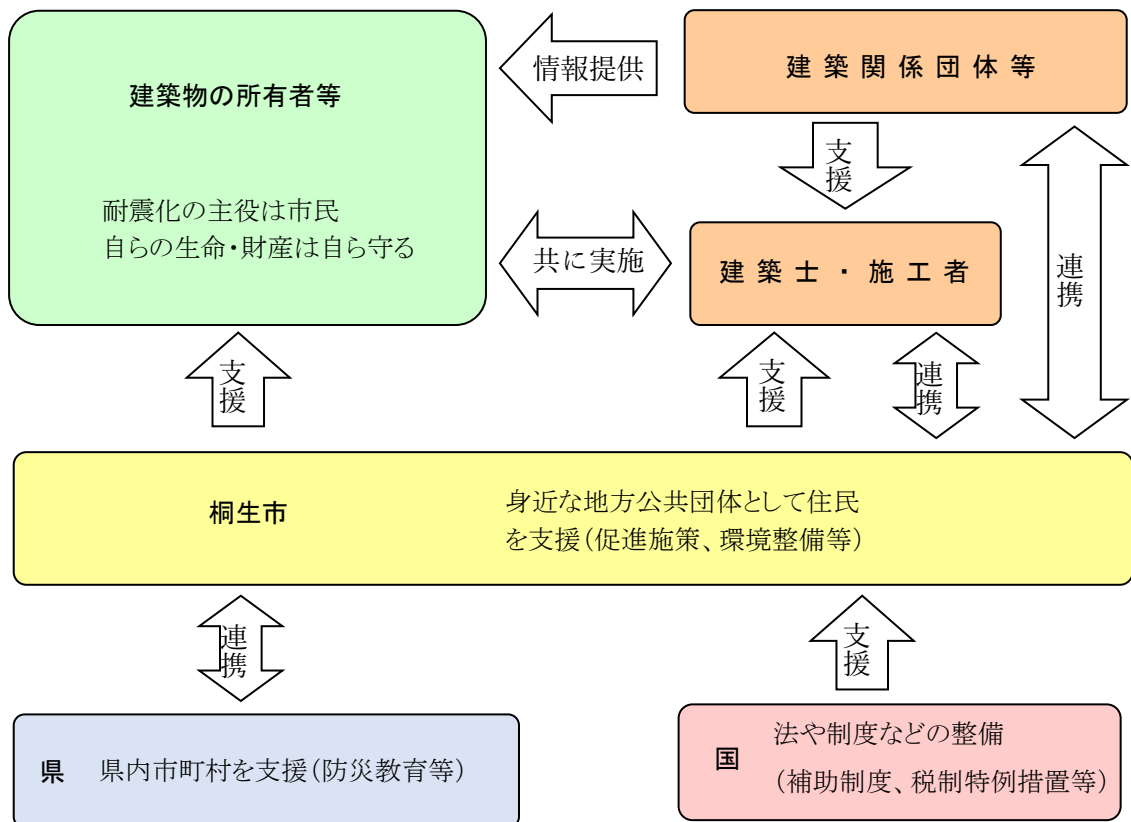 建築物の所有者等
耐震化の主役は市民
自らの生命・財産は自ら守る
情報提供
建築関係団体等
支援
共に実施
建築士・施工者
連携
支援
支援
連携
桐生市
身近な地方公共団体として住民
を支援(促進施策、環境整備等)
連携
支援
県 県内市町村を支援(防災教育等)
国
法や制度などの整備
(補助制度、税制特例措置等)